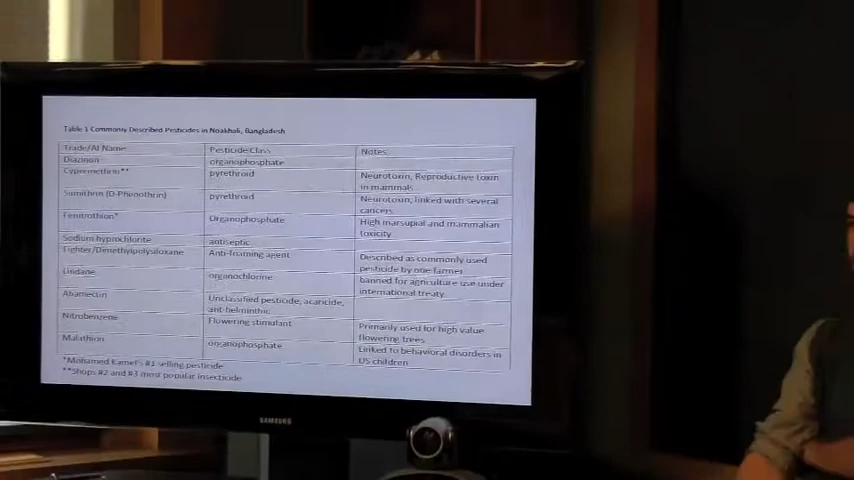 Table 1 Commonly Described Pesticides in Noakhali, Bangladesh
Trade/AI Name Pesticide Class Notes
Diazinon organophosphate
Cypermethrin** pyrethroid Neurotoxin, Reproductive toxin
in mammals
Sumithrin (D-Phenothrin) pyrethroid Neurotoxin, linked with several
cancers
Fenitrothion* Organophosphate High marsupial and mammalian
toxicity
Sodium hypochlorite antiseptic
Fighter/Dimethylpolysiloxane Anti-foaming agent Described as commonly used
pesticide by one farmer
Lindane organochlorine banned for agriculture use under
international treaty
Abamectin Unclassified pesticide, acaricide,
ant-helminthic
Nitrobenzene Flowering stimulant Primarily used for high value
flowering trees
Malathion organophosphate Linked to behavioral disorders in
US children
*Mohamed Kamel's #1 selling pesticide
**Shops #2 and #3 most popular insecticide
SAMSUNG